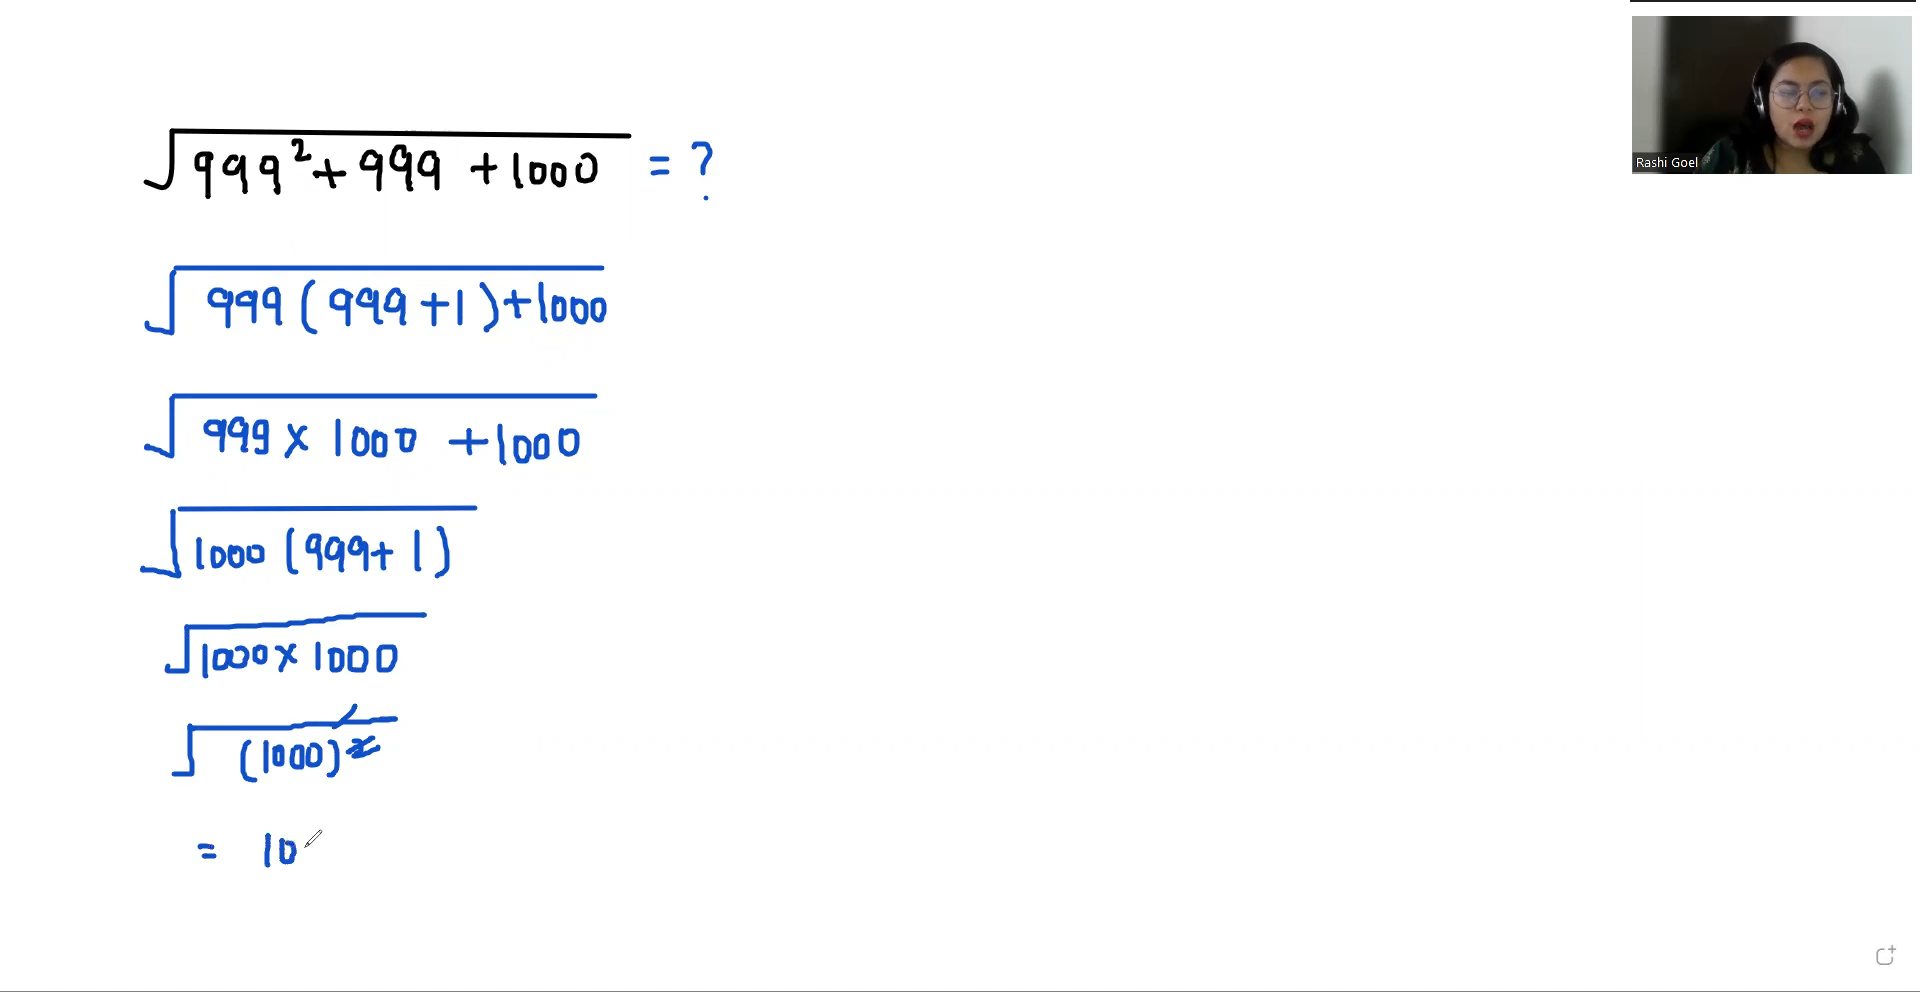 √999² + 999 + 1000 = ?
√999(999+1)+1000
√999 × 1000 + 1000
√1000(999+1)
√1000 × 1000
√(1000)²
= 10
Rashi Goel